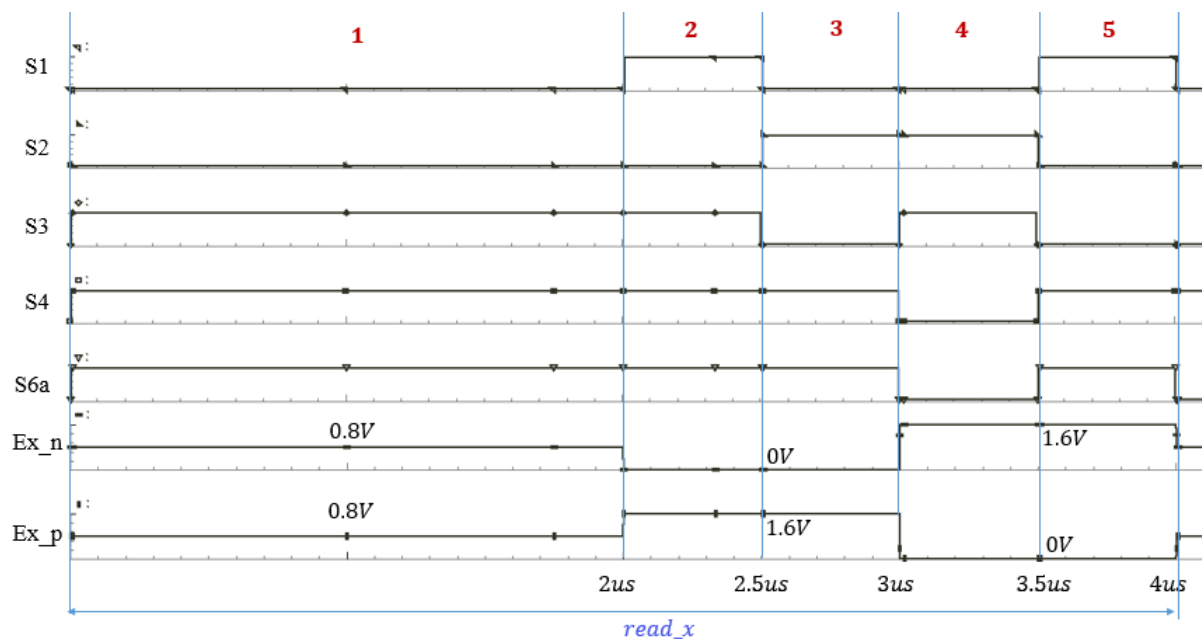 1 2 3 4 5
S1
S2
S3
S4
S6a
Ex_n 0.8V 0V 1.6V
Ex_p 0.8V 1.6V 0V
2us 2.5us 3us 3.5us 4us
read_x